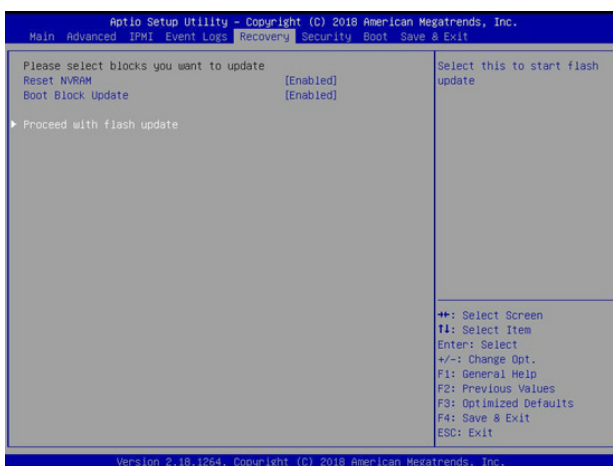 Aptio Setup Utility – Copyright (C) 2018 American Megatrends, Inc.
Main Advanced IPMI Event Logs Recovery Security Boot Save & Exit
Please select blocks you want to update
Reset NVRAM [Enabled]
Boot Block Update [Enabled]
Proceed with flash update
Select this to start flash
update
→←: Select Screen
↑↓: Select Item
Enter: Select
+/-: Change Opt.
F1: General Help
F2: Previous Values
F3: Optimized Defaults
F4: Save & Exit
ESC: Exit
Version 2.18.1264. Copyright (C) 2018 American Megatrends, Inc.